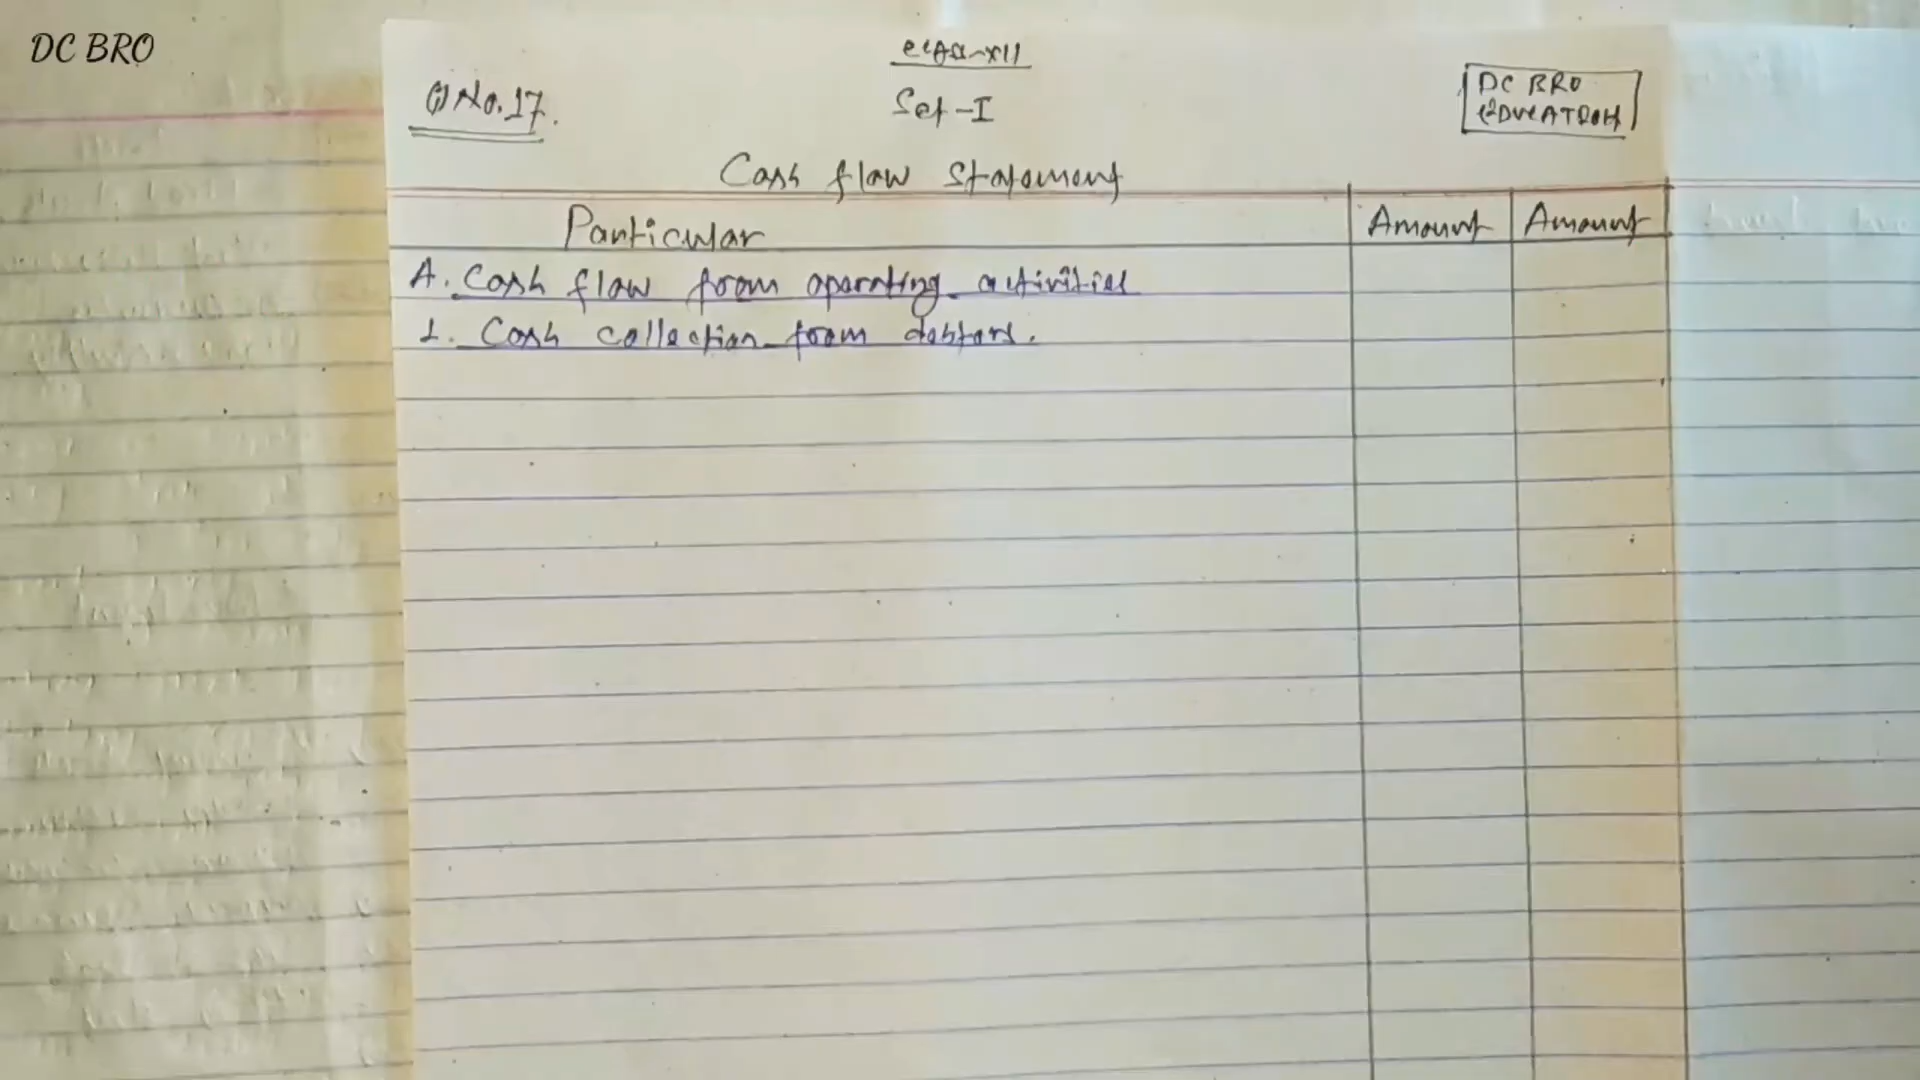 DC BRO
CLASS-XII
Q No. 17.
Set-I
DC BRO
EDUCATION
Cash flow statement
Particular
Amount
Amount
A. Cash flow from operating activities
1. Cash collection from debtors.